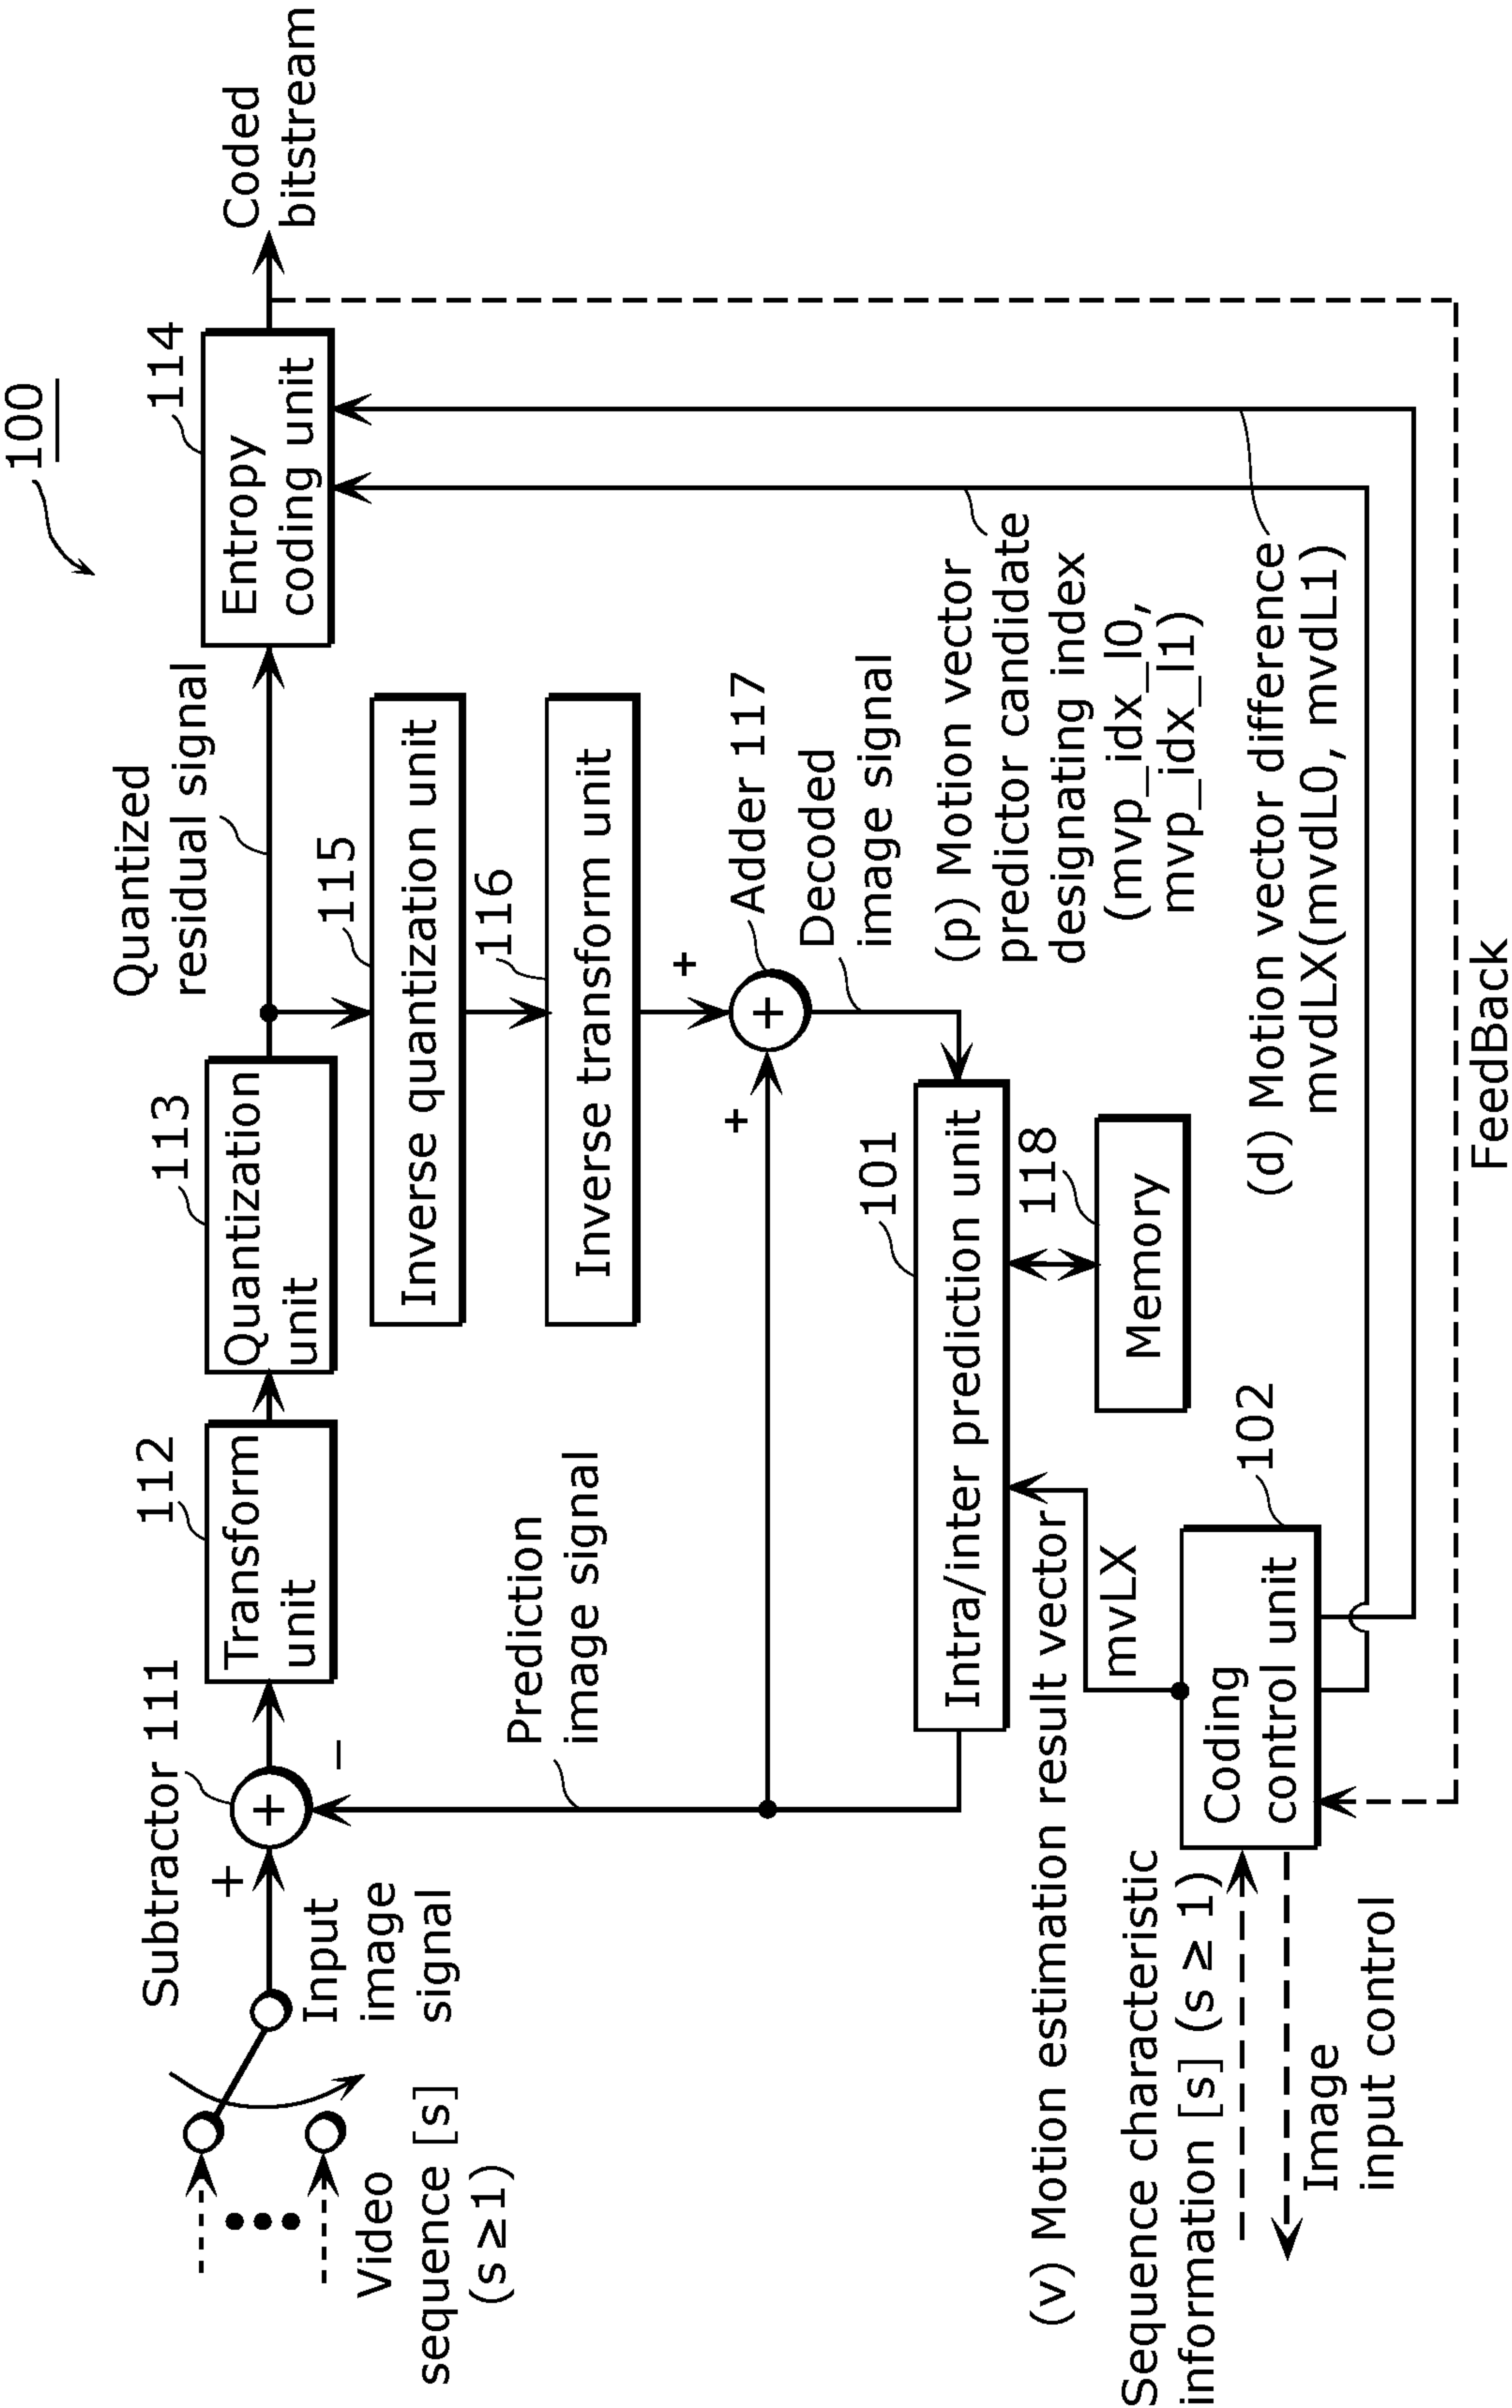 100
Subtractor 111
112
113
Quantized
residual signal
114
Coded
bitstream
+
+
−
Transform
unit
Quantization
unit
Entropy
coding unit
Input
image
signal
Video
sequence [s]
(s≥1)
115
Inverse quantization unit
116
Inverse transform unit
Prediction
image signal
+
+
+
Adder 117
Decoded
image signal
101
Intra/inter prediction unit
118
Memory
(p) Motion vector
predictor candidate
designating index
(mvp_idx_l0,
mvp_idx_l1)
(v) Motion estimation result vector
mvLX
Sequence characteristic
information [s] (s≥1)
102
Coding
control unit
(d) Motion vector difference
mvdLX(mvdL0, mvdL1)
Image
input control
FeedBack